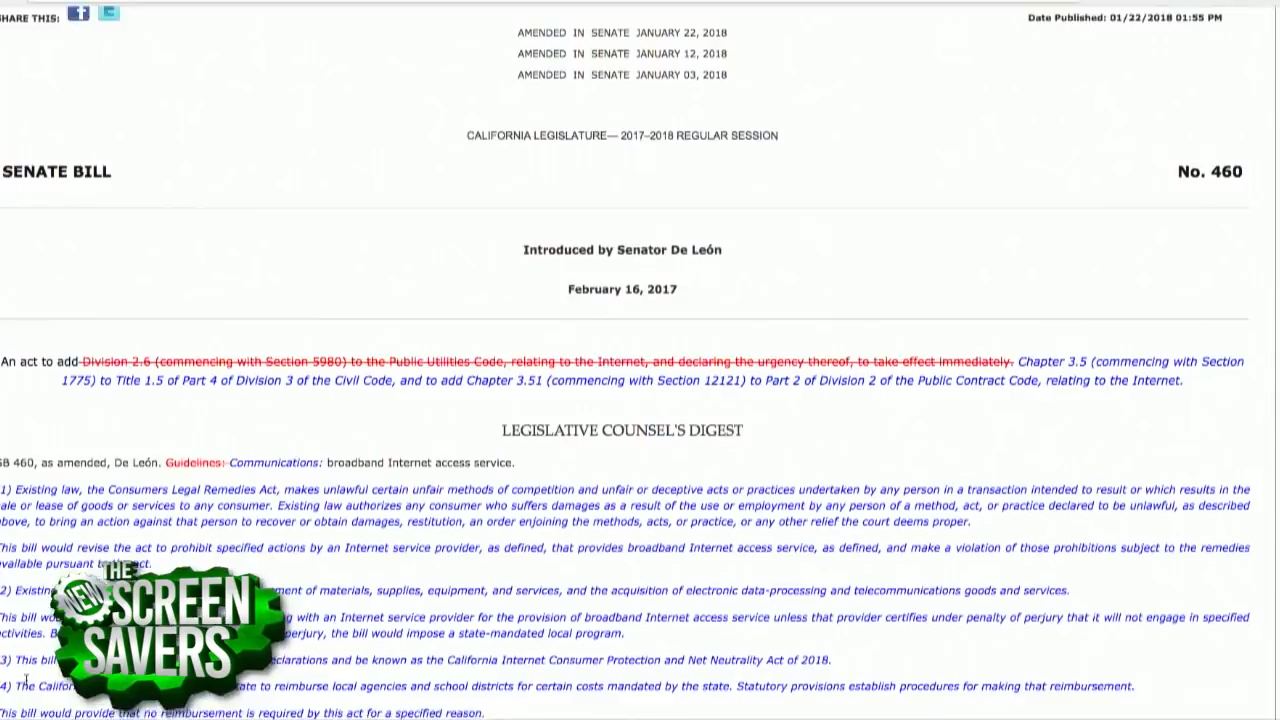 SHARE THIS:
Date Published: 01/22/2018 01:55 PM
AMENDED IN SENATE JANUARY 22, 2018
AMENDED IN SENATE JANUARY 12, 2018
AMENDED IN SENATE JANUARY 03, 2018
CALIFORNIA LEGISLATURE— 2017–2018 REGULAR SESSION
SENATE BILL
No. 460
Introduced by Senator De León
February 16, 2017
An act to add Division 2.6 (commencing with Section 5980) to the Public Utilities Code, relating to the Internet, and declaring the urgency thereof, to take effect immediately. Chapter 3.5 (commencing with Section
1775) to Title 1.5 of Part 4 of Division 3 of the Civil Code, and to add Chapter 3.51 (commencing with Section 12121) to Part 2 of Division 2 of the Public Contract Code, relating to the Internet.
LEGISLATIVE COUNSEL'S DIGEST
SB 460, as amended, De León. Guidelines: Communications: broadband Internet access service.
1) Existing law, the Consumers Legal Remedies Act, makes unlawful certain unfair methods of competition and unfair or deceptive acts or practices undertaken by any person in a transaction intended to result or which results in the
ale or lease of goods or services to any consumer. Existing law authorizes any consumer who suffers damages as a result of the use or employment by any person of a method, act, or practice declared to be unlawful, as described
above, to bring an action against that person to recover or obtain damages, restitution, an order enjoining the methods, acts, or practice, or any other relief the court deems proper.
This bill would revise the act to prohibit specified actions by an Internet service provider, as defined, that provides broadband Internet access service, as defined, and make a violation of those prohibitions subject to the remedies
available pursuant to act.
2) Existing ment of materials, supplies, equipment, and services, and the acquisition of electronic data-processing and telecommunications goods and services.
This bill wou g with an Internet service provider for the provision of broadband Internet access service unless that provider certifies under penalty of perjury that it will not engage in specified
activities. B perjury, the bill would impose a state-mandated local program.
3) This bill eclarations and be known as the California Internet Consumer Protection and Net Neutrality Act of 2018.
4) The Californ ate to reimburse local agencies and school districts for certain costs mandated by the state. Statutory provisions establish procedures for making that reimbursement.
This bill would provide that no reimbursement is required by this act for a specified reason.
THE
NEW SCREEN
SAVERS